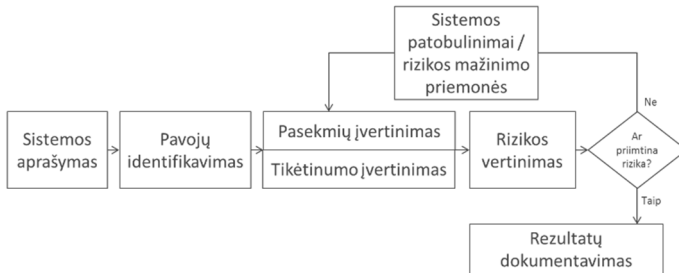 Sistemos
patobulinimai /
rizikos mažinimo
priemonės
Ne
Sistemos
aprašymas
Pavojų
identifikavimas
Pasekmių įvertinimas
Tikėtinumo įvertinimas
Rizikos
vertinimas
Ar
priimtina
rizika?
Taip
Rezultatų
dokumentavimas